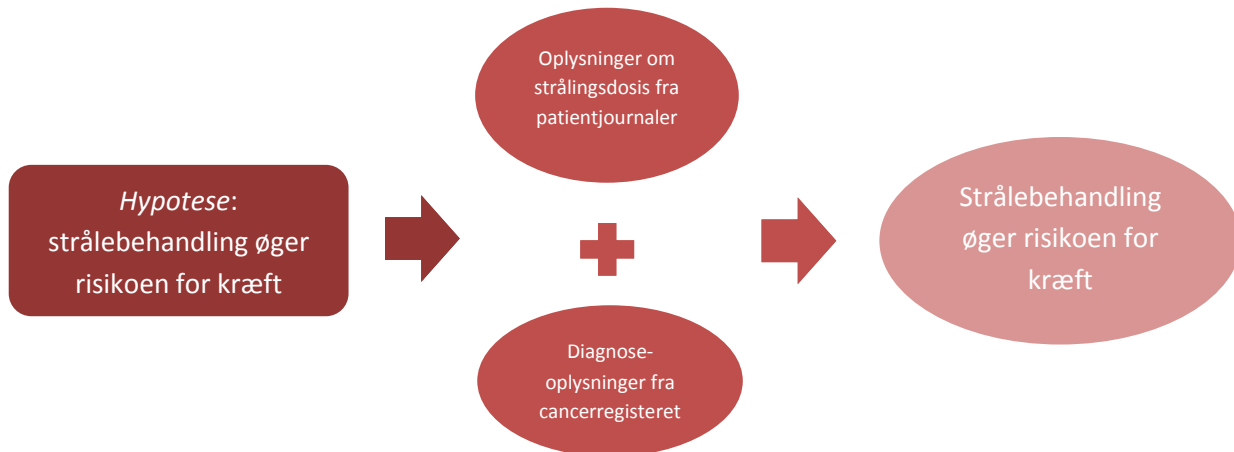 Hypotese:
strålebehandling øger
risikoen for kræft
Oplysninger om
strålingsdosis fra
patientjournaler
Diagnose-
oplysninger fra
cancerregisteret
Strålebehandling
øger risikoen for
kræft